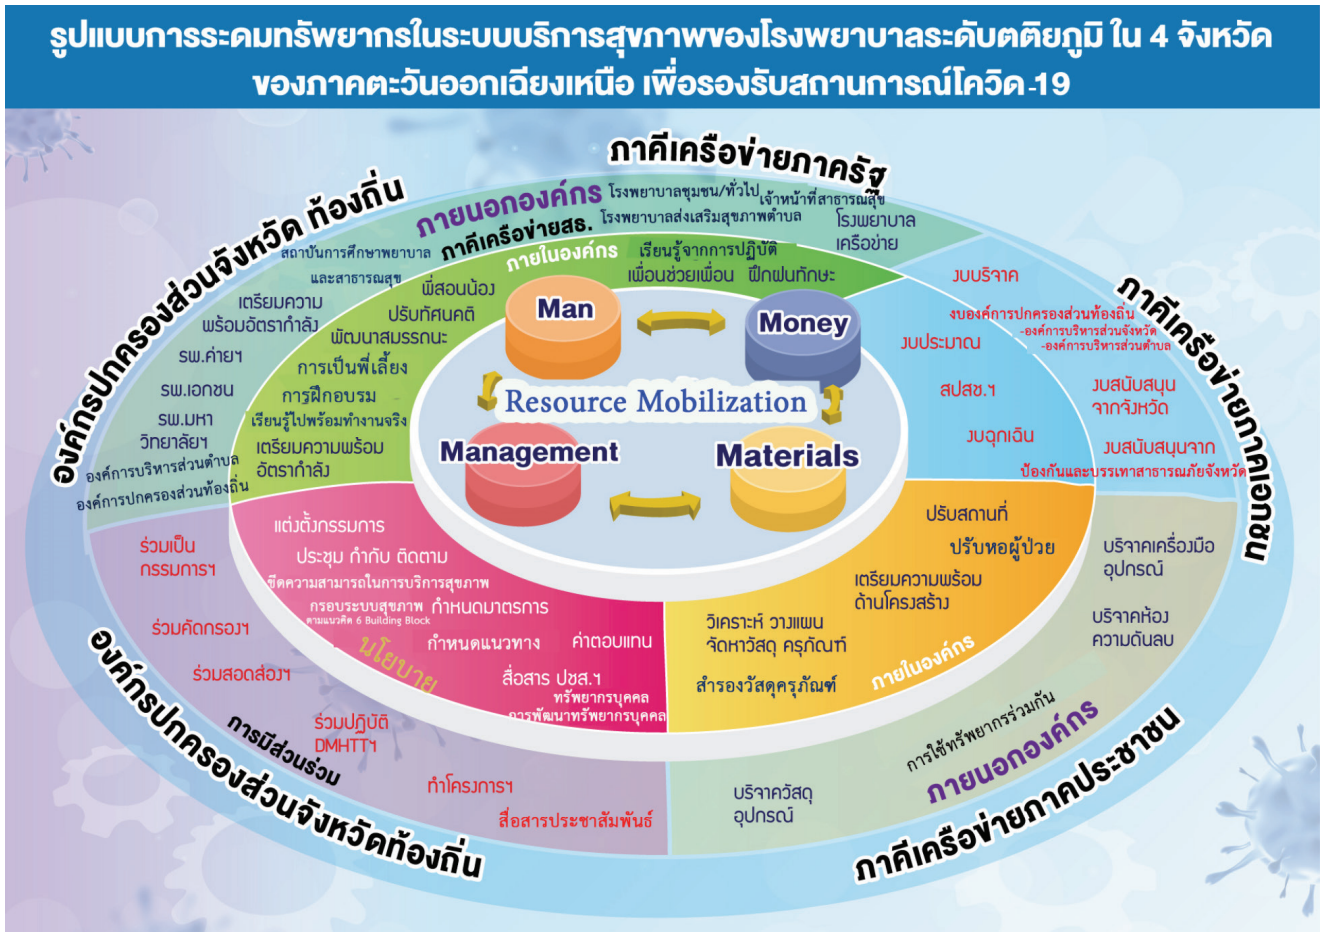 รูปแบบการระดมทรัพยากรในระบบบริการสุขภาพของโรงพยาบาลระดับตติยภูมิ ใน 4 จังหวัด
ของภาคตะวันออกเฉียงเหนือ เพื่อรองรับสถานการณ์โควิด-19
ภาคีเครือข่ายภาครัฐ
องค์กรปกครองส่วนจังหวัด ท้องถิ่น
ภาคีเครือข่ายภาคเอกชน
ภายนอกองค์กร
ภาคีเครือข่ายสธ.
โรงพยาบาลชุมชน/ทั่วไป
เจ้าหน้าที่สาธารณสุข
โรงพยาบาลส่งเสริมสุขภาพตำบล
โรงพยาบาล
เครือข่าย
สถาบันการศึกษาพยาบาล
และสาธารณสุข
เตรียมความ
พร้อมอัตรากำลัง
รพ.ค่ายฯ
รพ.เอกชน
รพ.มหา
วิทยาลัยฯ
องค์การบริหารส่วนตำบล
องค์การปกครองส่วนท้องถิ่น
ภายในองค์กร
เรียนรู้จากการปฏิบัติ
เพื่อนช่วยเพื่อน
ฝึกฝนทักษะ
พี่สอนน้อง
ปรับทัศนคติ
พัฒนาสมรรถนะ
การเป็นพี่เลี้ยง
การฝึกอบรม
เรียนรู้ไปพร้อมทำงานจริง
เตรียมความพร้อม
อัตรากำลัง
Man
Money
Resource Mobilization
Management
Materials
งบบริจาค
งบองค์การปกครองส่วนท้องถิ่น
-องค์การบริหารส่วนจังหวัด
-องค์การบริหารส่วนตำบล
งบประมาณ
สปสช.ฯ
งบสนับสนุน
จากจังหวัด
งบฉุกเฉิน
งบสนับสนุนจาก
ป้องกันและบรรเทาสาธารณภัยจังหวัด
แต่งตั้งกรรมการ
ประชุม กำกับ ติดตาม
ขีดความสามารถในการบริการสุขภาพ
กรอบระบบสุขภาพ
ตามแนวคิด 6 Building Block
กำหนดมาตรการ
นโยบาย
กำหนดแนวทาง
ค่าตอบแทน
สื่อสาร ปชส.ฯ
ทรัพยากรบุคคล
การพัฒนาทรัพยากรบุคคล
ปรับสถานที่
ปรับหอผู้ป่วย
เตรียมความพร้อม
ด้านโครงสร้าง
วิเคราะห์ วางแผน
จัดหาวัสดุ ครุภัณฑ์
สำรองวัสดุครุภัณฑ์
ภายในองค์กร
บริจาคเครื่องมือ
อุปกรณ์
บริจาคห้อง
ความดันลบ
การใช้ทรัพยากรร่วมกัน
ภายนอกองค์กร
บริจาควัสดุ
อุปกรณ์
ร่วมเป็น
กรรมการฯ
ร่วมคัดกรองฯ
ร่วมสอดส่องฯ
ร่วมปฏิบัติ
DMHTTฯ
การมีส่วนร่วม
ทำโครงการฯ
สื่อสารประชาสัมพันธ์
องค์กรปกครองส่วนจังหวัดท้องถิ่น
ภาคีเครือข่ายภาคประชาชน